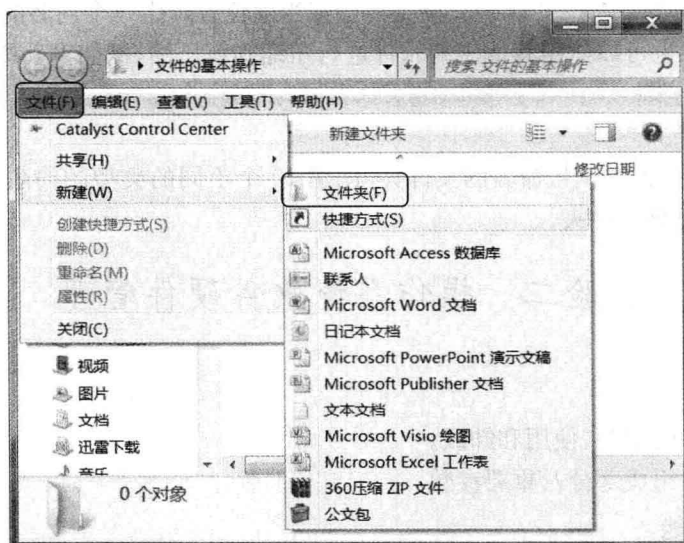 文件的基本操作
搜索 文件的基本操作
文件(F) 编辑(E) 查看(V) 工具(T) 帮助(H)
Catalyst Control Center
共享(H)
新建(W)
创建快捷方式(S)
删除(D)
重命名(M)
属性(R)
关闭(C)
新建文件夹
修改日期
文件夹(F)
快捷方式(S)
Microsoft Access 数据库
联系人
Microsoft Word 文档
日记本文档
Microsoft PowerPoint 演示文稿
Microsoft Publisher 文档
文本文档
Microsoft Visio 绘图
Microsoft Excel 工作表
360压缩 ZIP 文件
公文包
视频
图片
文档
迅雷下载
音乐
0 个对象